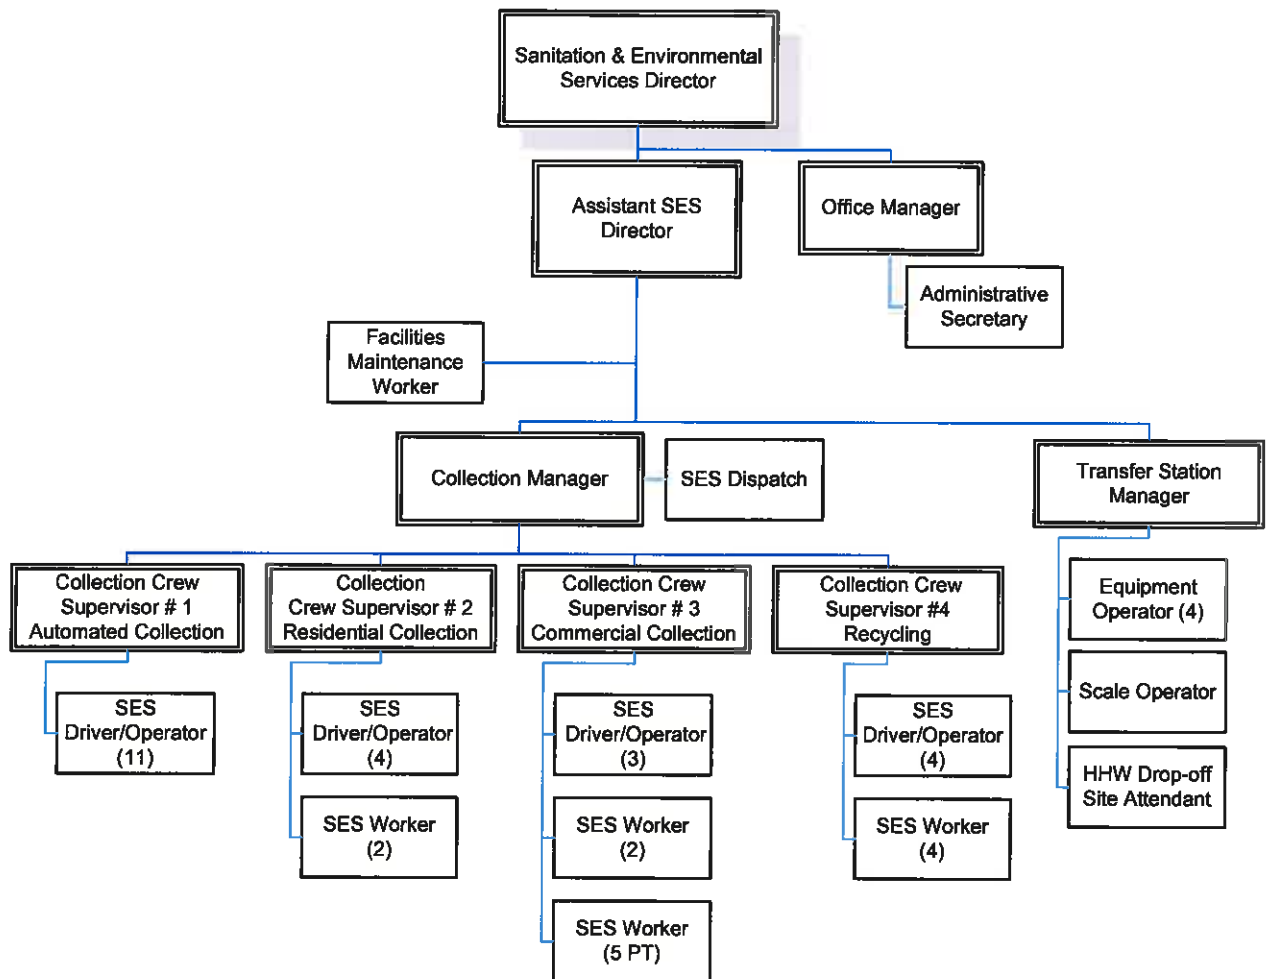 Sanitation & Environmental
Services Director
Assistant SES
Director
Office Manager
Administrative
Secretary
Facilities
Maintenance
Worker
Collection Manager
SES Dispatch
Transfer Station
Manager
Collection Crew
Supervisor # 1
Automated Collection
Collection
Crew Supervisor # 2
Residential Collection
Collection Crew
Supervisor # 3
Commercial Collection
Collection Crew
Supervisor #4
Recycling
Equipment
Operator (4)
Scale Operator
HHW Drop-off
Site Attendant
SES
Driver/Operator
(11)
SES
Driver/Operator
(4)
SES Worker
(2)
SES
Driver/Operator
(3)
SES Worker
(2)
SES Worker
(5 PT)
SES
Driver/Operator
(4)
SES Worker
(4)